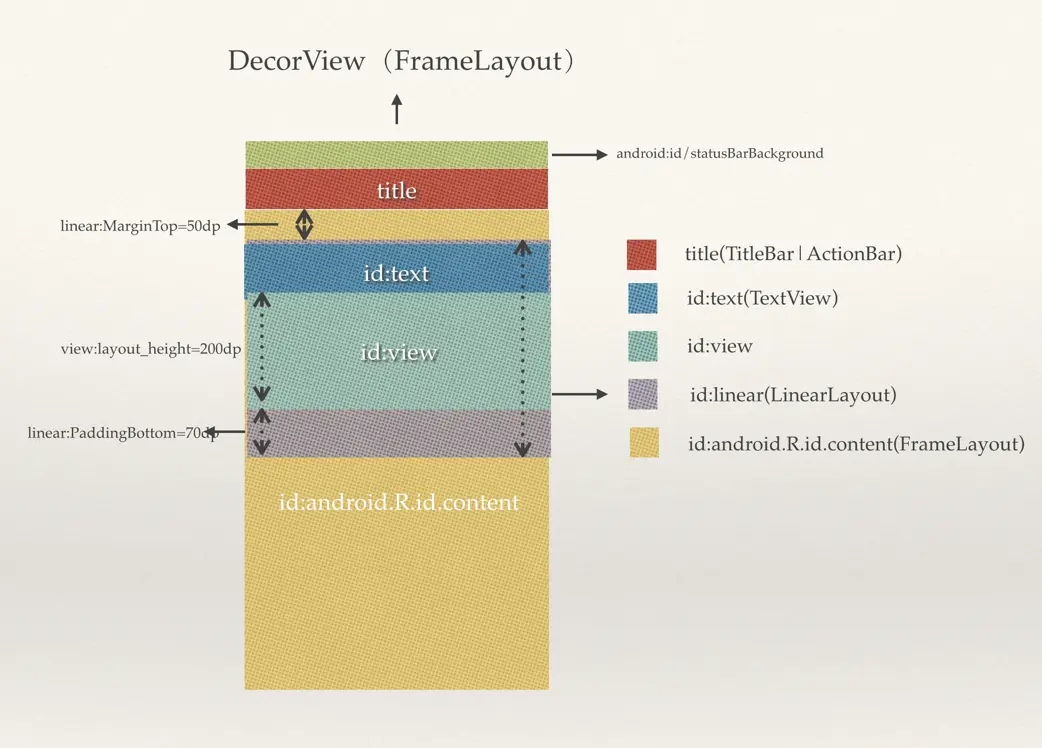 DecorView（FrameLayout）
android:id/statusBarBackground
title
linear:MarginTop=50dp
id:text
view:layout_height=200dp
id:view
linear:PaddingBottom=70dp
id:android.R.id.content
title(TitleBar|ActionBar)
id:text(TextView)
id:view
id:linear(LinearLayout)
id:android.R.id.content(FrameLayout)